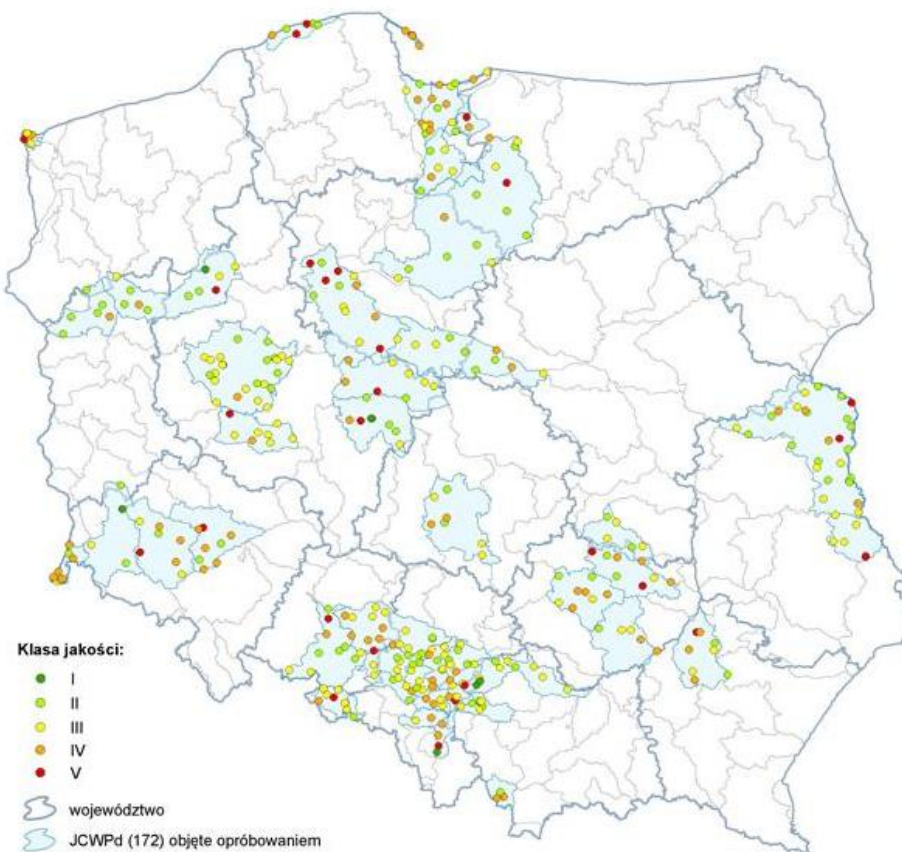 Klasa jakości:
I
II
III
IV
V
województwo
JCWPd (172) objęte opróbowaniem